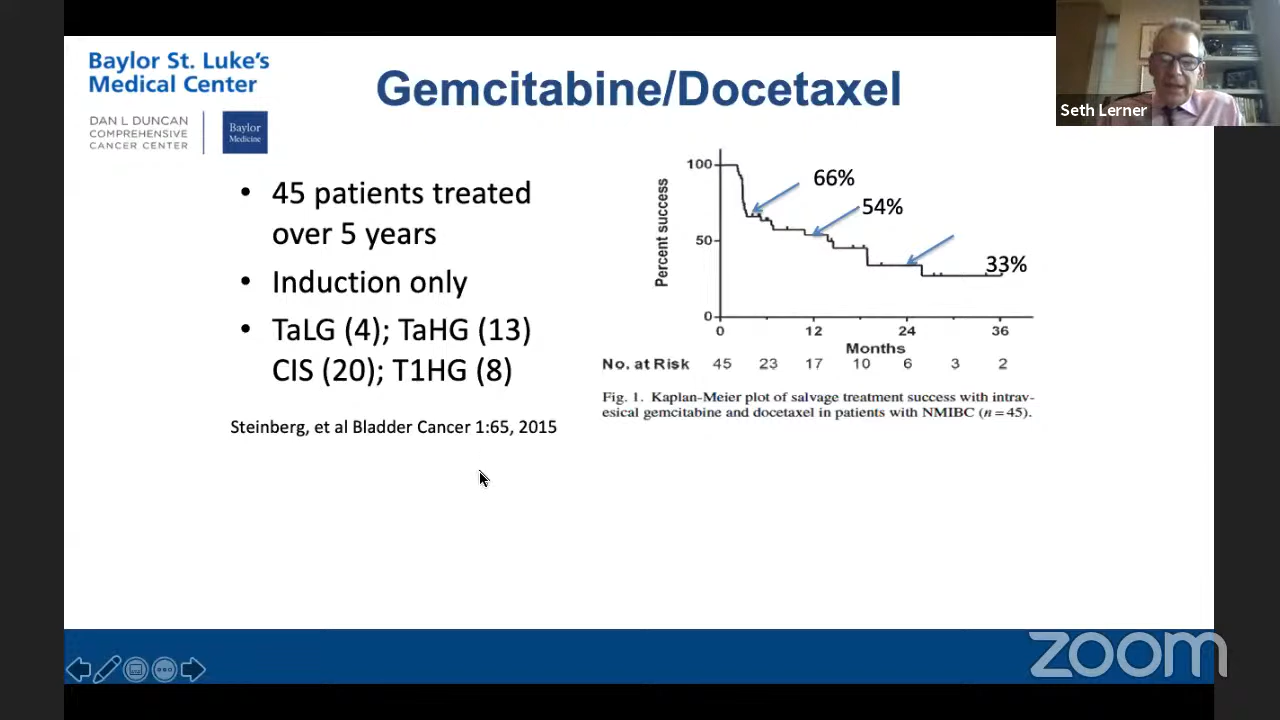 Baylor St. Luke's
Medical Center
DAN L DUNCAN
COMPREHENSIVE
CANCER CENTER
Baylor
Medicine
Gemcitabine/Docetaxel
Seth Lerner
• 45 patients treated
over 5 years
• Induction only
• TaLG (4); TaHG (13)
CIS (20); T1HG (8)
Steinberg, et al Bladder Cancer 1:65, 2015
Percent success
100
50
0
66%
54%
33%
0 12 24 36
Months
No. at Risk 45 23 17 10 6 3 2
Fig. 1. Kaplan-Meier plot of salvage treatment success with intrav-
esical gemcitabine and docetaxel in patients with NMIBC (n = 45).
zoom